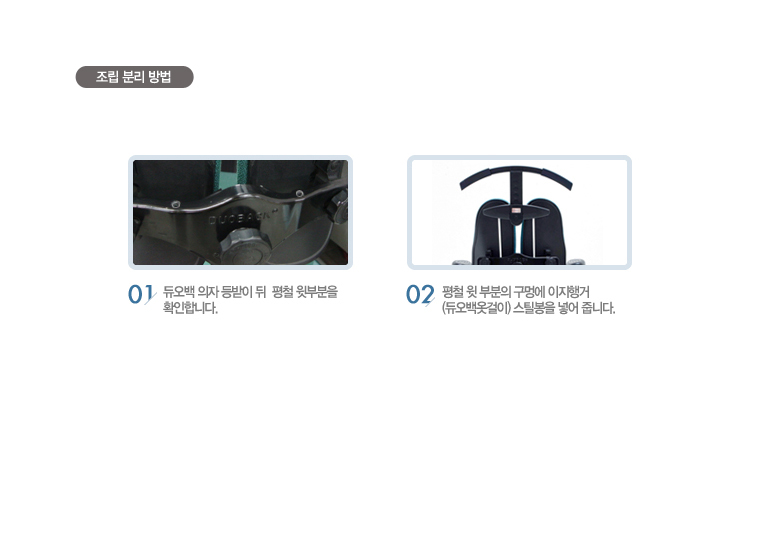 조립 분리 방법
DUOBACK
01 듀오백 의자 등받이 뒤 평철 윗부분을
확인합니다.
02 평철 윗 부분의 구멍에 이지행거
(듀오백옷걸이) 스틸봉을 넣어 줍니다.